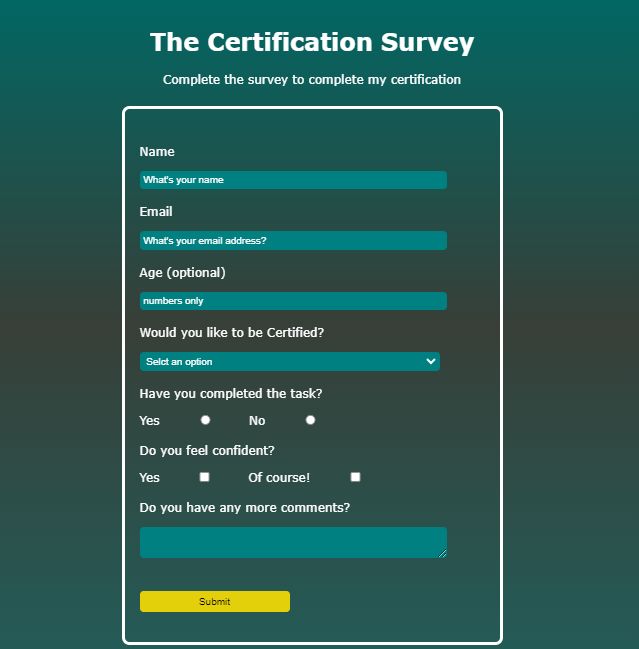 The Certification Survey
Complete the survey to complete my certification
Name
What's your name
Email
What's your email address?
Age (optional)
numbers only
Would you like to be Certified?
Selct an option
Have you completed the task?
Yes No
Do you feel confident?
Yes Of course!
Do you have any more comments?
Submit